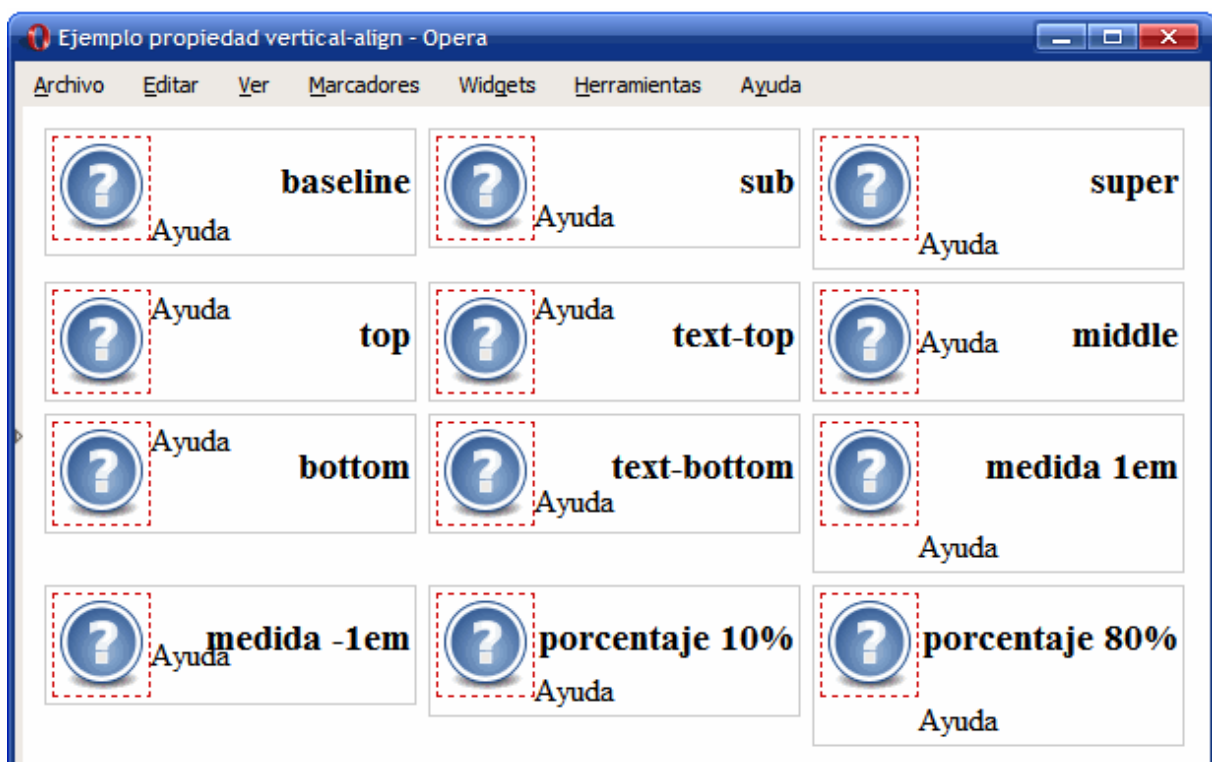 Ejemplo propiedad vertical-align - Opera
Archivo Editar Ver Marcadores Widgets Herramientas Ayuda
? baseline Ayuda
? sub Ayuda
? super Ayuda
? Ayuda top
? Ayuda text-top
? Ayuda middle
? Ayuda bottom
? text-bottom Ayuda
? medida 1em Ayuda
? medida -1em Ayuda
? porcentaje 10% Ayuda
? porcentaje 80% Ayuda